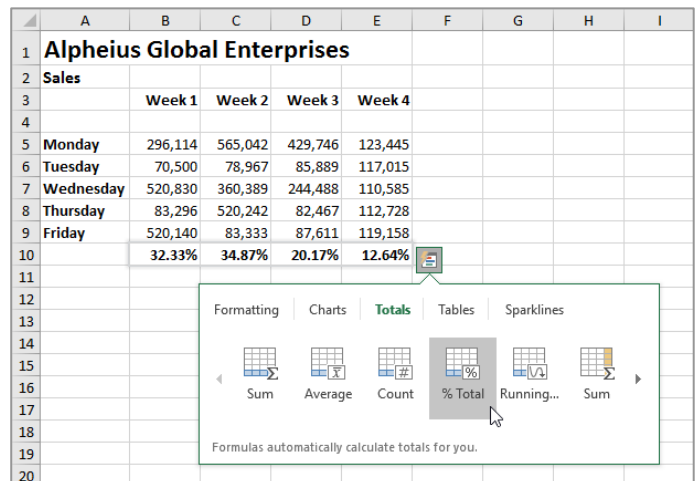 A B C D E F G H I
1 Alpheius Global Enterprises
2 Sales
3 Week 1 Week 2 Week 3 Week 4
4
5 Monday 296,114 565,042 429,746 123,445
6 Tuesday 70,500 78,967 85,889 117,015
7 Wednesday 520,830 360,389 244,488 110,585
8 Thursday 83,296 520,242 82,467 112,728
9 Friday 520,140 83,333 87,611 119,158
10 32.33% 34.87% 20.17% 12.64%
11
12
13 Formatting Charts Totals Tables Sparklines
14
15
16
17 Sum Average Count % Total Running... Sum
18
19 Formulas automatically calculate totals for you.
20